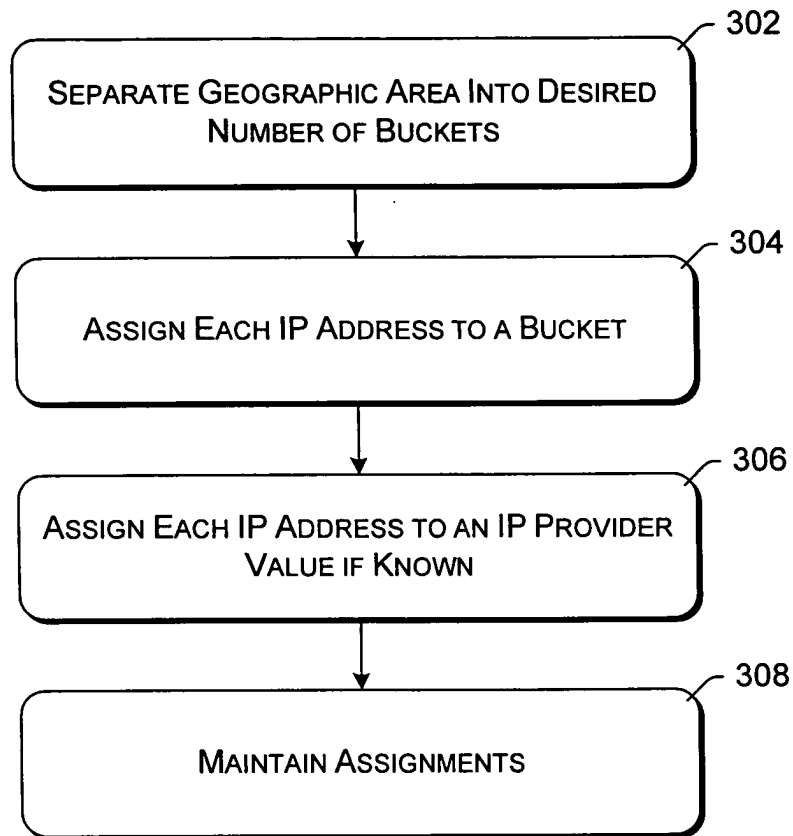 302
SEPARATE GEOGRAPHIC AREA INTO DESIRED
NUMBER OF BUCKETS
304
ASSIGN EACH IP ADDRESS TO A BUCKET
306
ASSIGN EACH IP ADDRESS TO AN IP PROVIDER
VALUE IF KNOWN
308
MAINTAIN ASSIGNMENTS